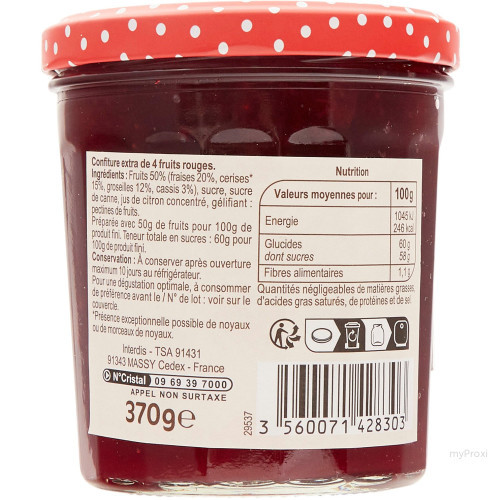 Confiture extra de 4 fruits rouges.
Ingrédients : Fruits 50% (fraises 20%, cerises*
15%, groseilles 12%, cassis 3%), sucre, sucre
de canne, jus de citron concentré, gélifiant :
pectines de fruits.
Préparée avec 50g de fruits pour 100g de
produit fini. Teneur totale en sucres : 60g pour
100g de produit fini.
Conservation : À conserver après ouverture
maximum 10 jours au réfrigérateur.
Pour une dégustation optimale, à consommer
de préférence avant le / N° de lot : voir sur le
couvercle.
*Présence exceptionnelle possible de noyaux
ou de morceaux de noyaux.
Interdis - TSA 91431
91343 MASSY Cedex - France
N°Cristal 09 69 39 7000
APPEL NON SURTAXE
370g e
Nutrition
Valeurs moyennes pour : 100g
Energie 1045 kJ
246 kcal
Glucides 60 g
dont sucres 58 g
Fibres alimentaires 1,1 g
Quantités négligeables de matières grasses,
d'acides gras saturés, de protéines et de sel.
29537
3 560071 428303
myProxi